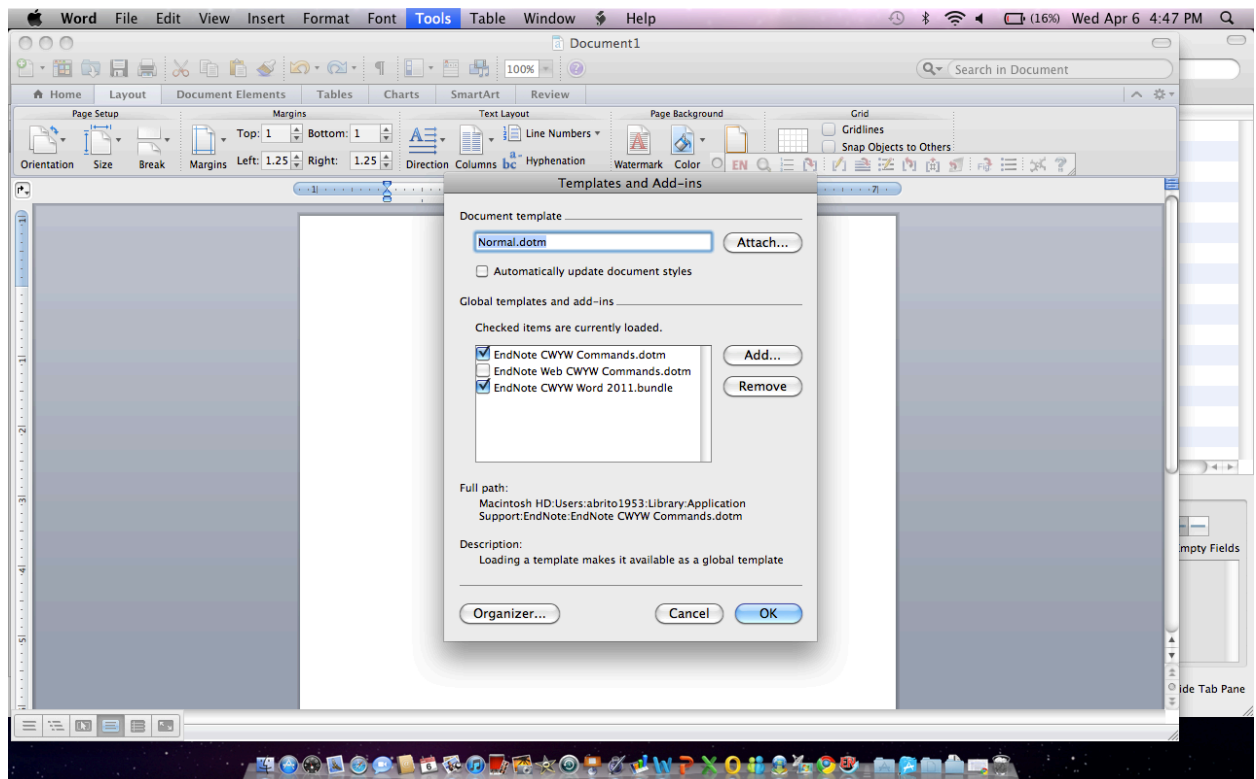 Word File Edit View Insert Format Font Tools Table Window Help (16%) Wed Apr 6 4:47 PM
Document1
100% Search in Document
Home Layout Document Elements Tables Charts SmartArt Review
Page Setup Margins Text Layout Page Background Grid
Top: 1 Bottom: 1 Line Numbers Gridlines
Snap Objects to Others
Orientation Size Break Margins Left: 1.25 Right: 1.25 Direction Columns Hyphenation Watermark Color EN
Templates and Add-ins
Document template
Normal.dotm Attach...
Automatically update document styles
Global templates and add-ins
Checked items are currently loaded.
EndNote CWYW Commands.dotm Add...
EndNote Web CWYW Commands.dotm
EndNote CWYW Word 2011.bundle Remove
Full path:
Macintosh HD:Users:abrito1953:Library:Application
Support:EndNote:EndNote CWYW Commands.dotm
Description:
Loading a template makes it available as a global template
Empty Fields
Organizer... Cancel OK
ide Tab Pane